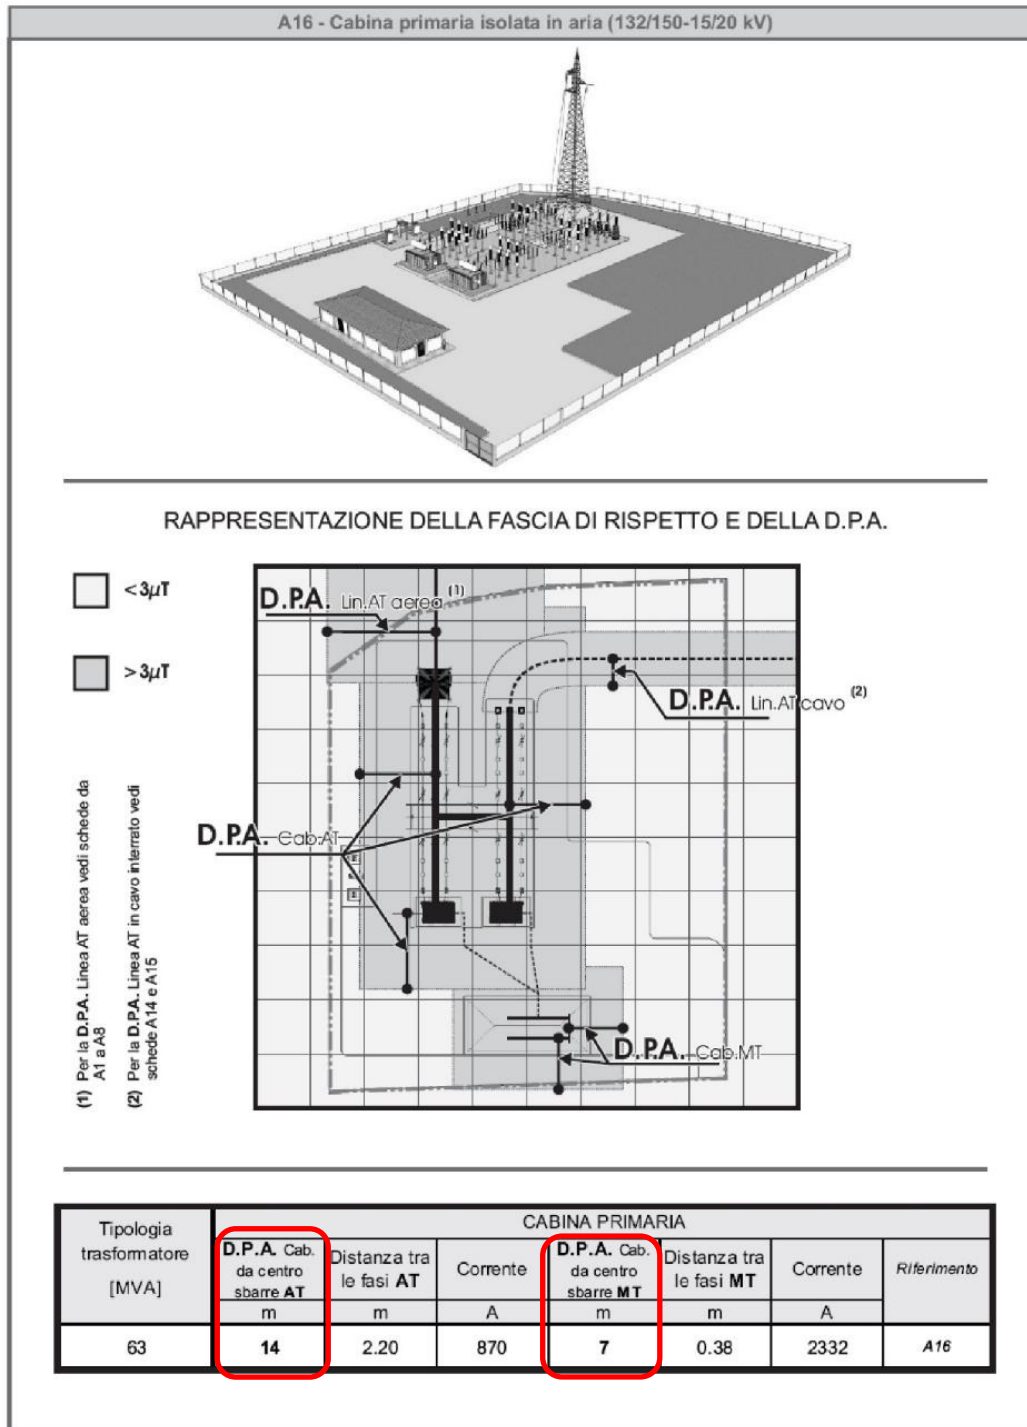 A16 - Cabina primaria isolata in aria (132/150-15/20 kV)
RAPPRESENTAZIONE DELLA FASCIA DI RISPETTO E DELLA D.P.A.
<3μT
>3μT
D.P.A. Lin.AT aerea (1)
D.P.A. Lin.AT cavo (2)
D.P.A. Cab.AT
D.P.A. Cab.MT
(1) Per la D.P.A. Linea AT aerea vedi schede da
A1 a A8
(2) Per la D.P.A. Linea AT in cavo interrato vedi
schede A14 e A15
Tipologia
trasformatore
[MVA]
CABINA PRIMARIA
D.P.A. Cab.
da centro
sbarre AT
Distanza tra
le fasi AT
Corrente
D.P.A. Cab.
da centro
sbarre MT
Distanza tra
le fasi MT
Corrente
Riferimento
m m A m m A
63 14 2.20 870 7 0.38 2332 A16